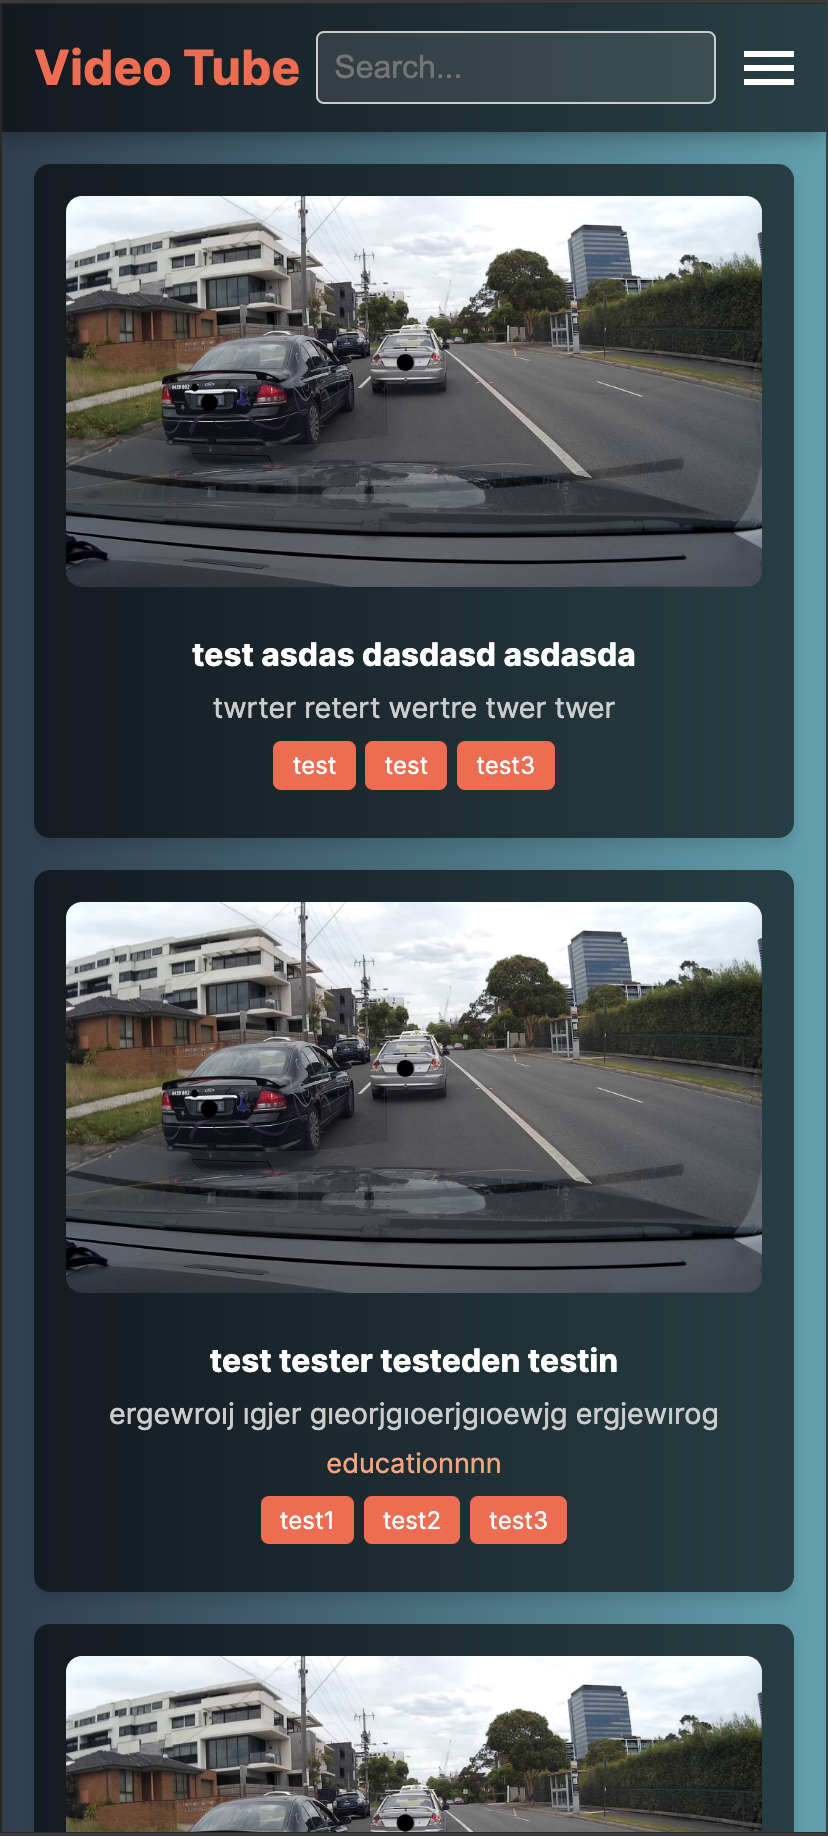 Video Tube
Search...
test asdas dasdasd asdasda
twrter retert wertre twer twer
test test test3
test tester testeden testin
ergewroıj ıgjer gıeorjgıoerjgıoewjg ergjewırog
educationnnn
test1 test2 test3